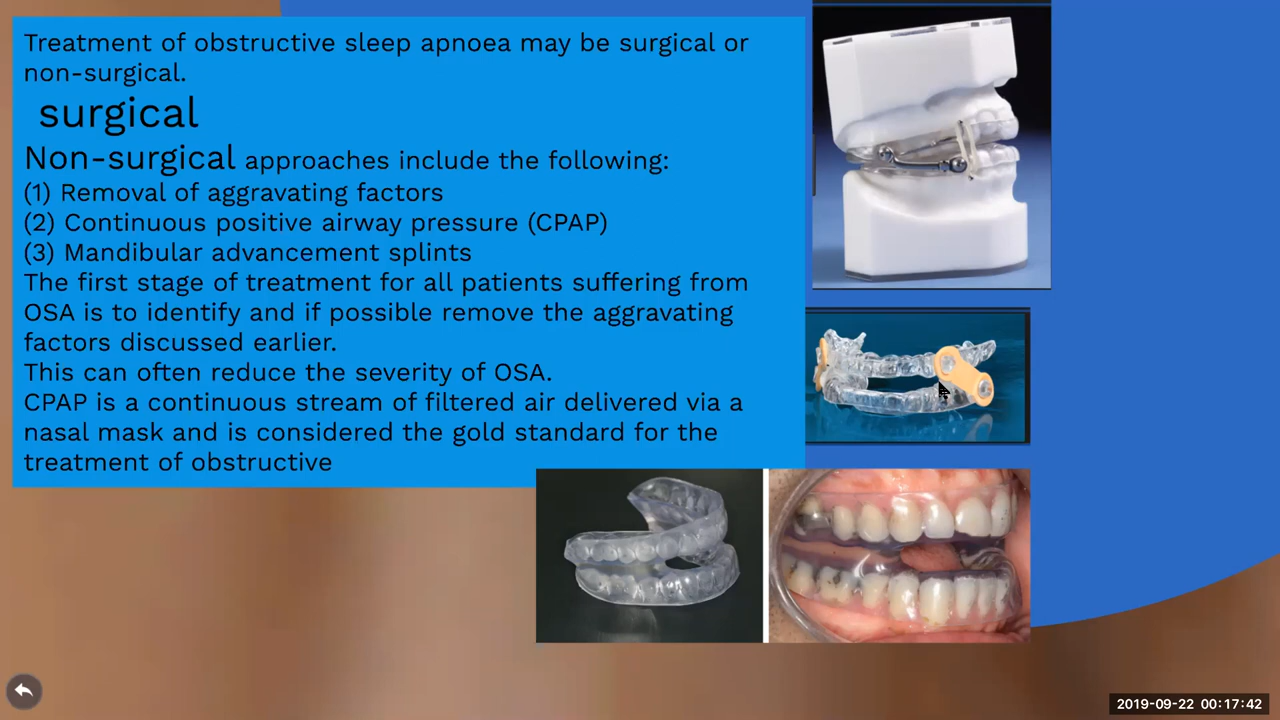 Treatment of obstructive sleep apnoea may be surgical or
non-surgical.
surgical
Non-surgical approaches include the following:
(1) Removal of aggravating factors
(2) Continuous positive airway pressure (CPAP)
(3) Mandibular advancement splints
The first stage of treatment for all patients suffering from
OSA is to identify and if possible remove the aggravating
factors discussed earlier.
This can often reduce the severity of OSA.
CPAP is a continuous stream of filtered air delivered via a
nasal mask and is considered the gold standard for the
treatment of obstructive
2019-09-22 00:17:42